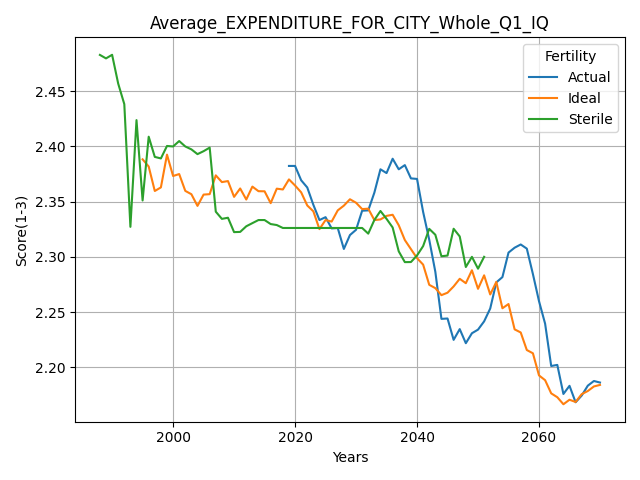 Average_EXPENDITURE_FOR_CITY_Whole_Q1_IQ
Fertility
Actual
Ideal
Sterile
Score(1-3)
2.45
2.40
2.35
2.30
2.25
2.20
2000 2020 2040 2060
Years